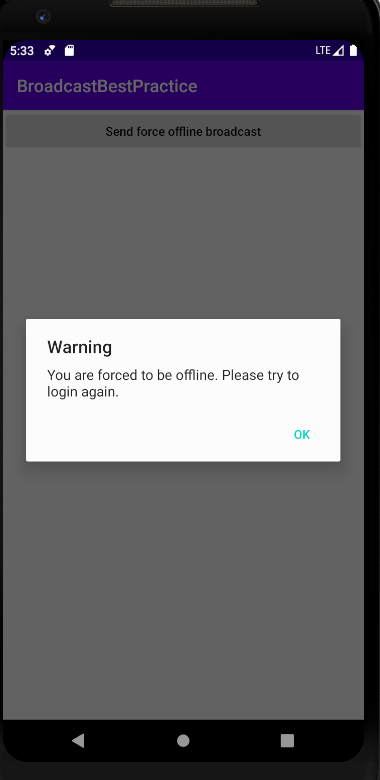 5:33
LTE
BroadcastBestPractice
Send force offline broadcast
Warning
You are forced to be offline. Please try to
login again.
OK